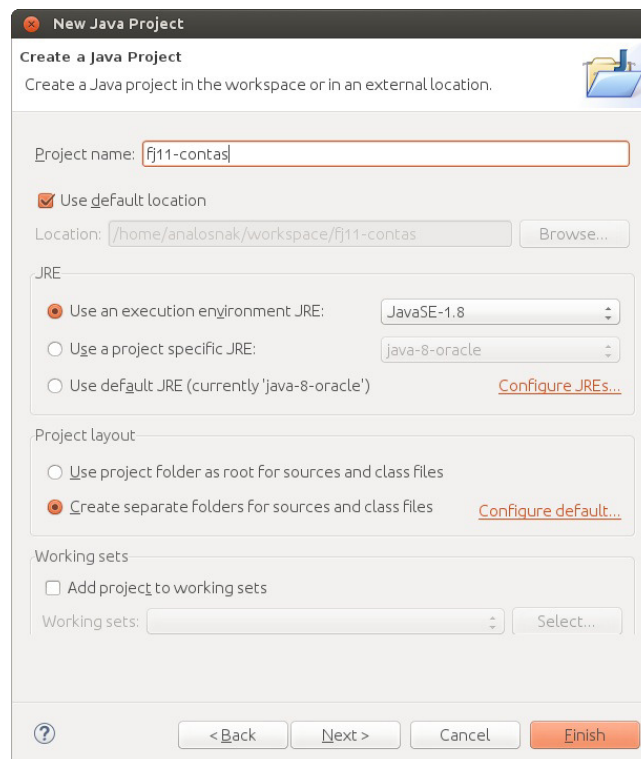 New Java Project
Create a Java Project
Create a Java project in the workspace or in an external location.
Project name: fj11-contas
Use default location
Location: /home/analosnak/workspace/fj11-contas Browse...
JRE
Use an execution environment JRE: JavaSE-1.8
Use a project specific JRE: java-8-oracle
Use default JRE (currently 'java-8-oracle') Configure JREs...
Project layout
Use project folder as root for sources and class files
Create separate folders for sources and class files Configure default...
Working sets
Add project to working sets
Working sets: Select...
? < Back Next > Cancel Finish